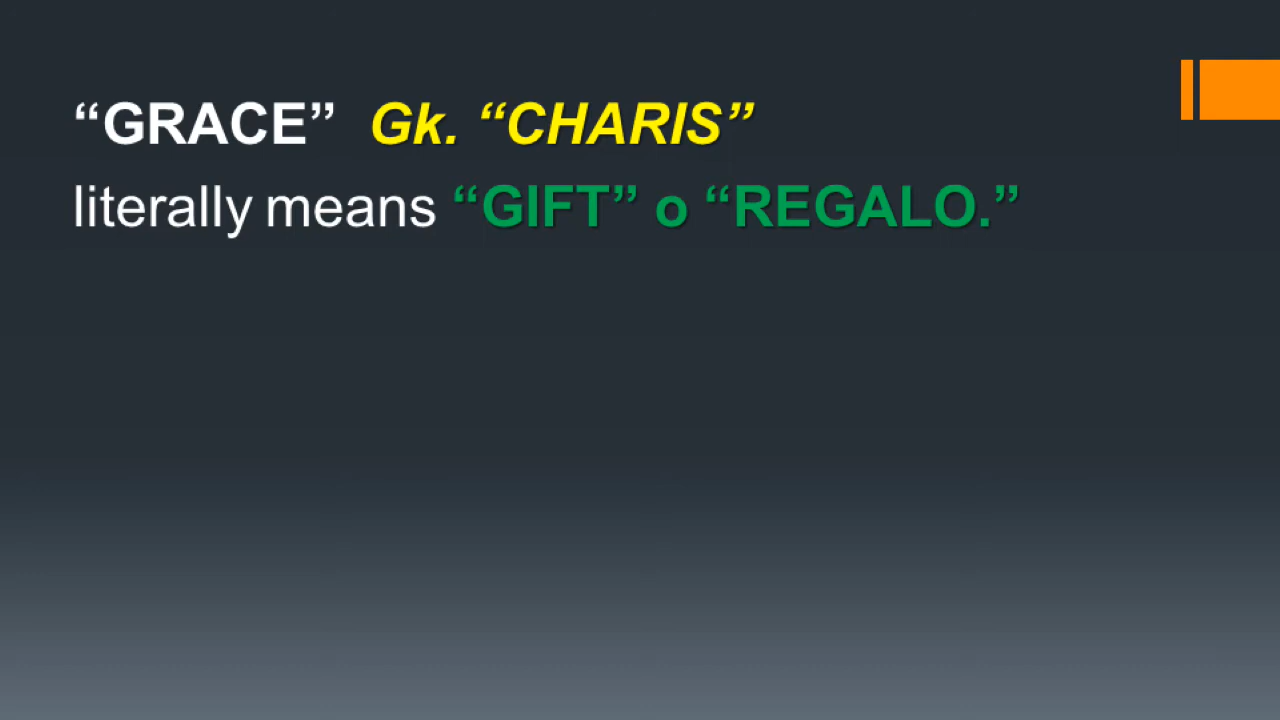 “GRACE” Gk. “CHARIS”
literally means “GIFT” o “REGALO.”